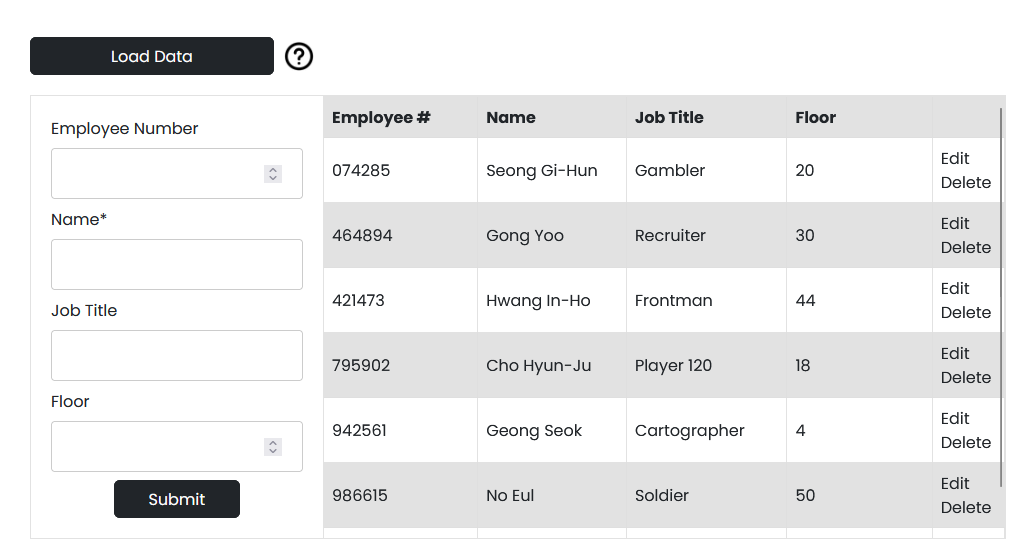 Load Data
Employee Number
Name*
Job Title
Floor
Submit
Employee # Name Job Title Floor
074285 Seong Gi-Hun Gambler 20 Edit
Delete
464894 Gong Yoo Recruiter 30 Edit
Delete
421473 Hwang In-Ho Frontman 44 Edit
Delete
795902 Cho Hyun-Ju Player 120 18 Edit
Delete
942561 Geong Seok Cartographer 4 Edit
Delete
986615 No Eul Soldier 50 Edit
Delete